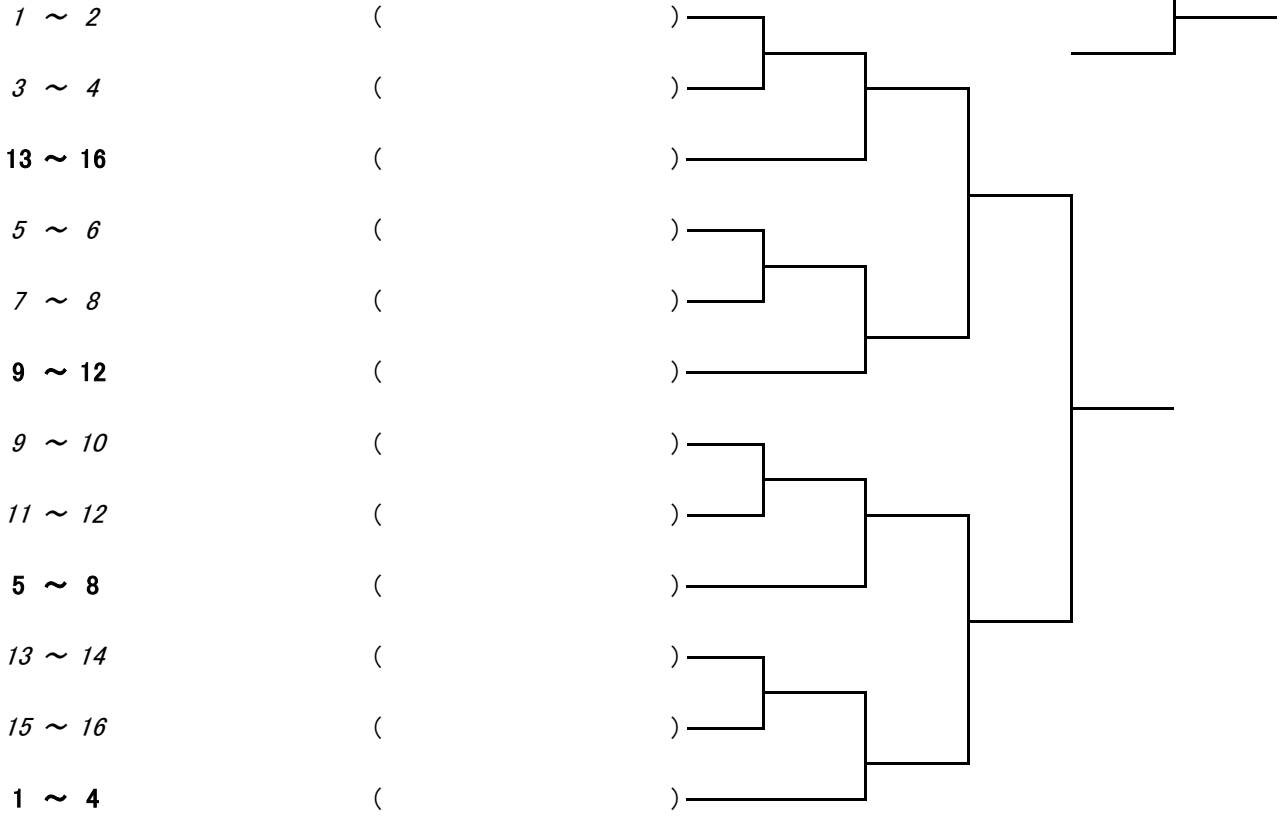 1 ～ 2 ( )
3 ～ 4 ( )
13 ～ 16 ( )
5 ～ 6 ( )
7 ～ 8 ( )
9 ～ 12 ( )
9 ～ 10 ( )
11 ～ 12 ( )
5 ～ 8 ( )
13 ～ 14 ( )
15 ～ 16 ( )
1 ～ 4 ( )